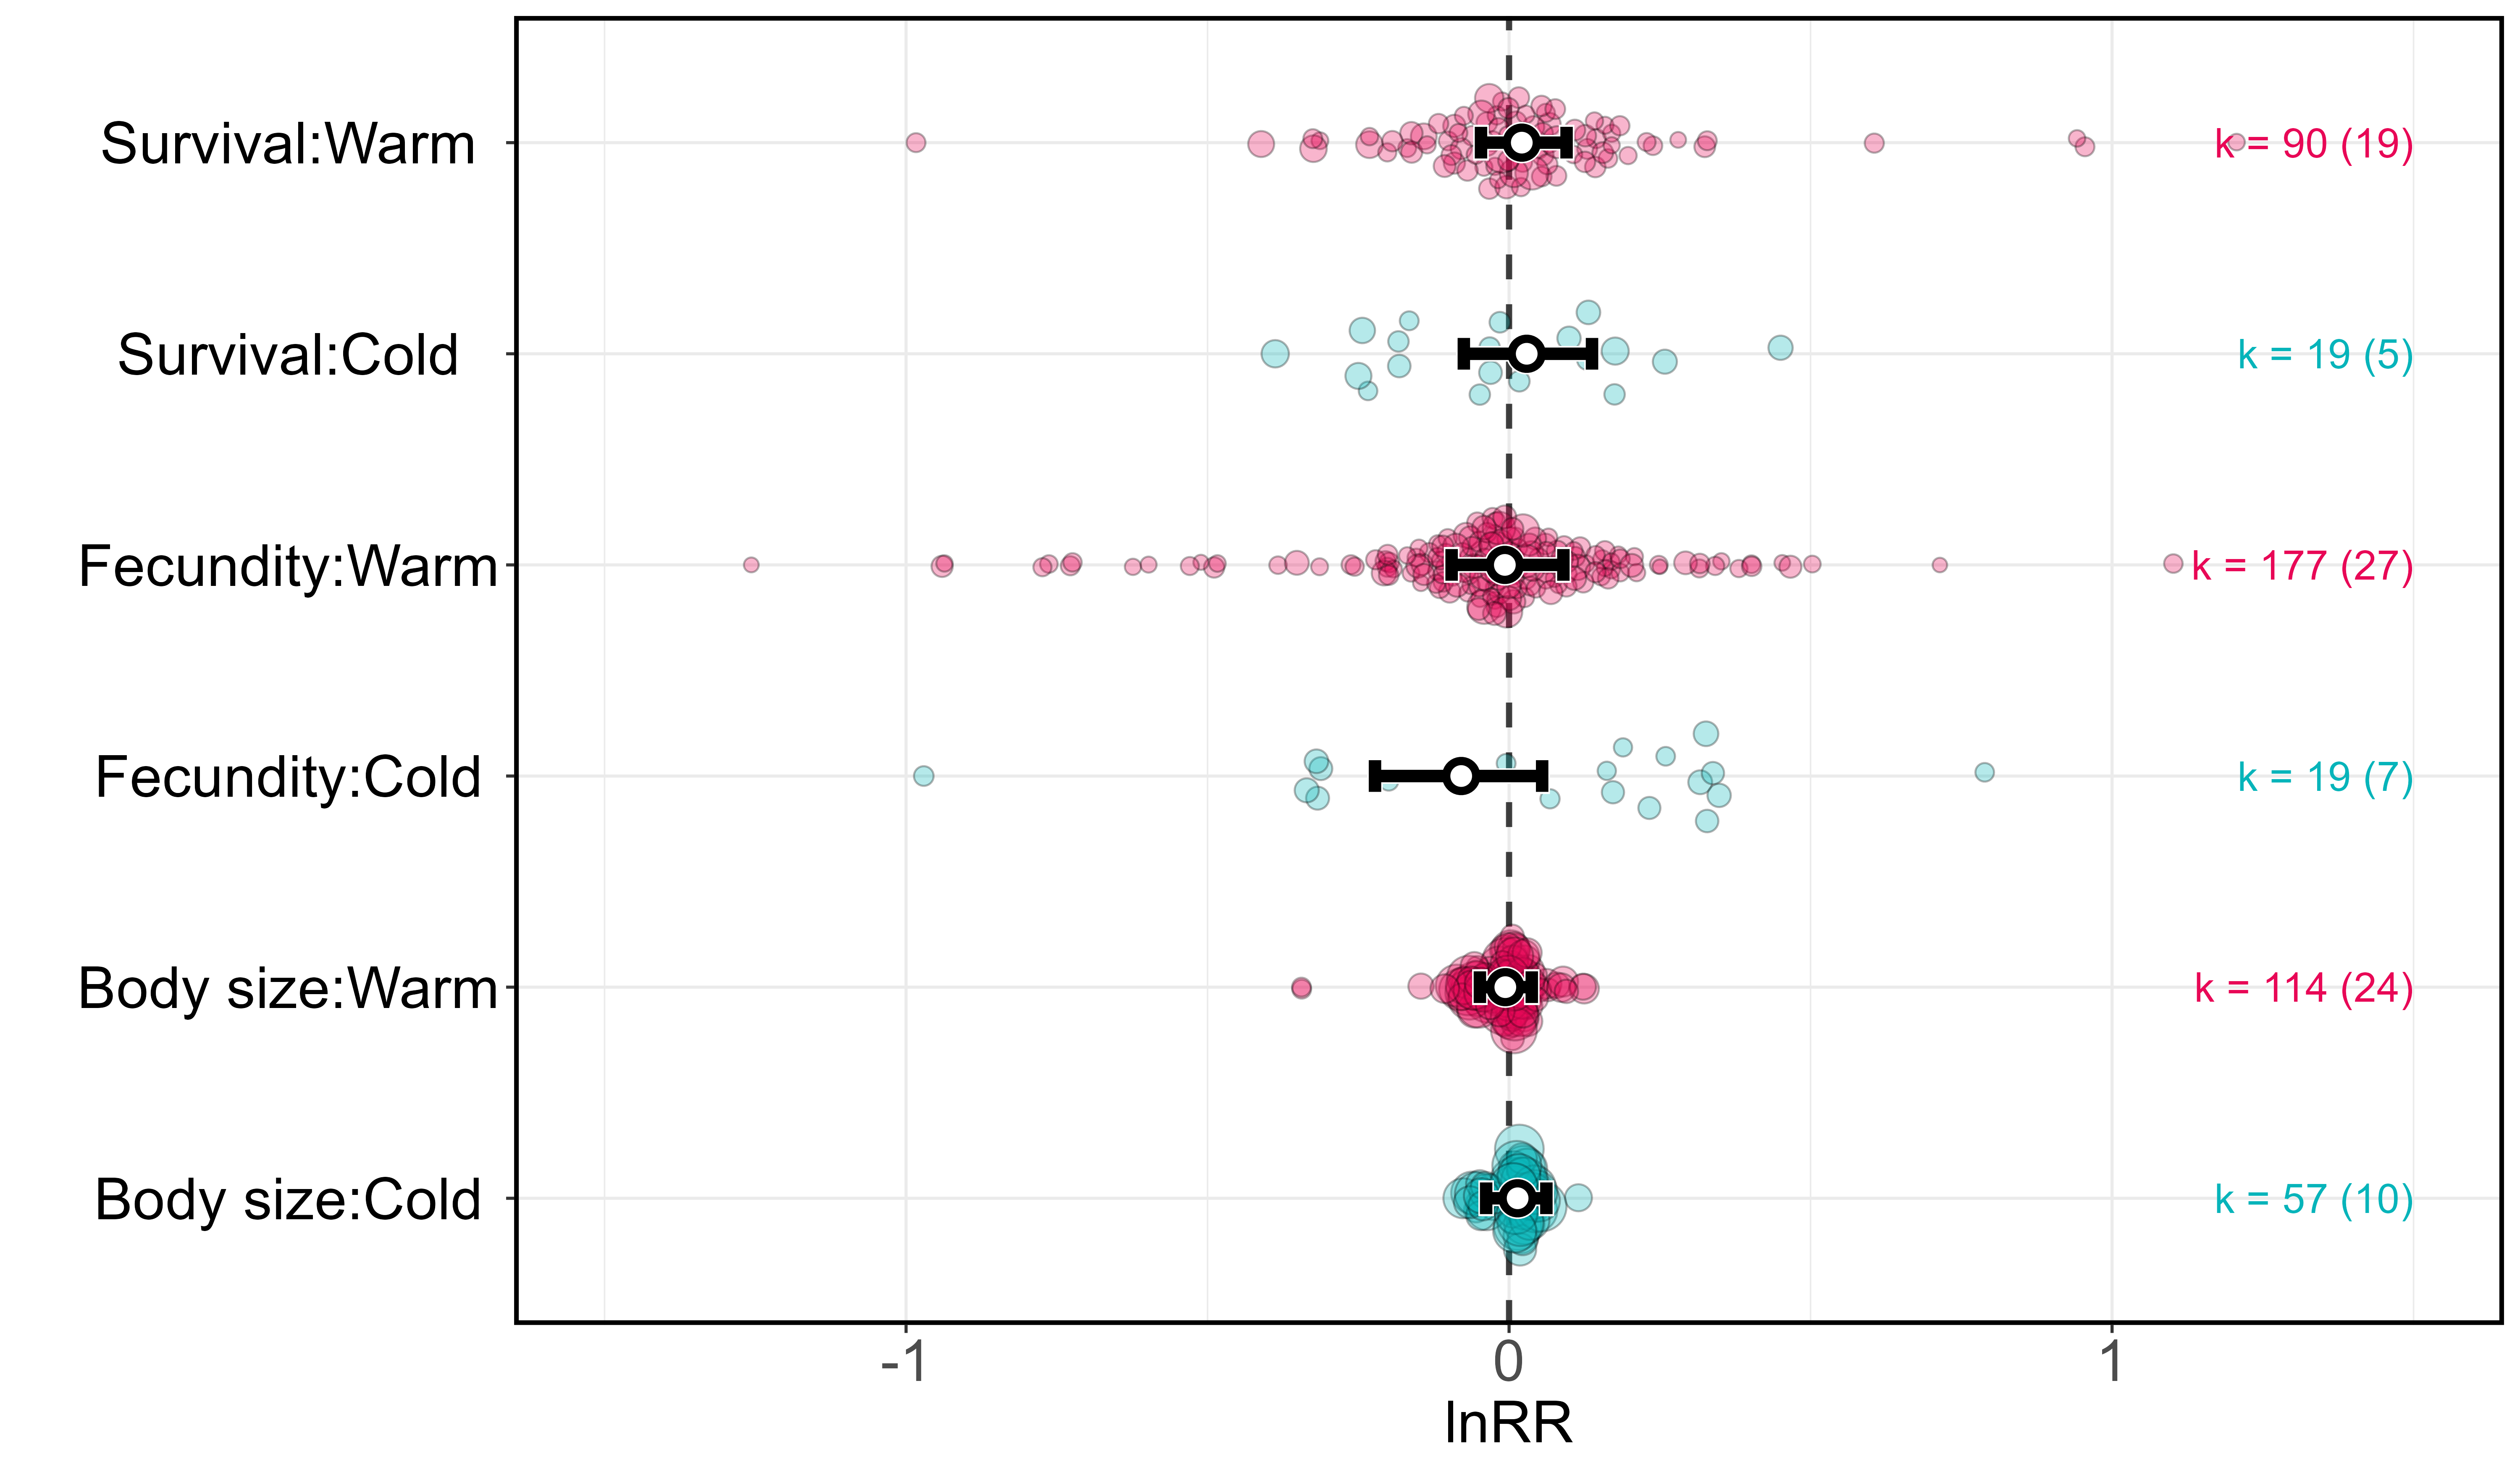 Survival:Warm k = 90 (19)
Survival:Cold k = 19 (5)
Fecundity:Warm k = 177 (27)
Fecundity:Cold k = 19 (7)
Body size:Warm k = 114 (24)
Body size:Cold k = 57 (10)
-1 0 1
lnRR